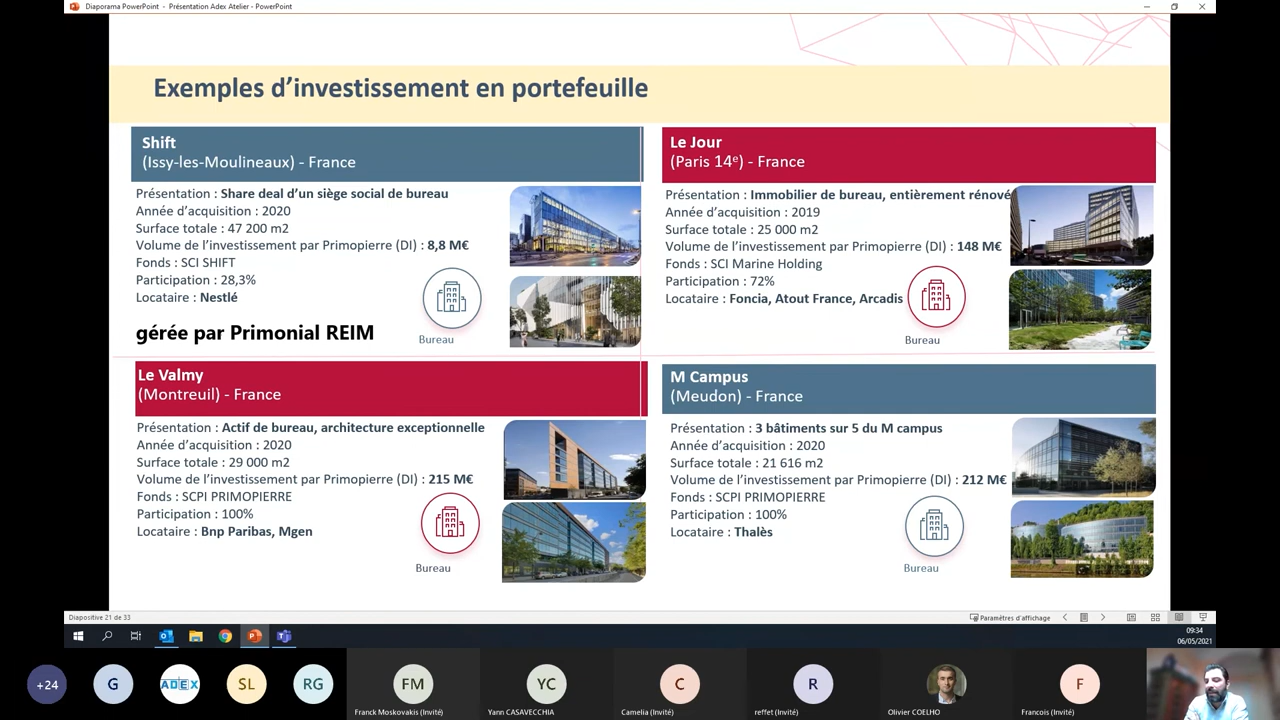 Diaporama PowerPoint - Présentation Adex Atelier - PowerPoint
Exemples d'investissement en portefeuille
Shift
(Issy-les-Moulineaux) - France
Présentation : Share deal d'un siège social de bureau
Année d'acquisition : 2020
Surface totale : 47 200 m2
Volume de l'investissement par Primopierre (DI) : 8,8 M€
Fonds : SCI SHIFT
Participation : 28,3%
Locataire : Nestlé
Bureau
gérée par Primonial REIM
Le Jour
(Paris 14e) - France
Présentation : Immobilier de bureau, entièrement rénové
Année d'acquisition : 2019
Surface totale : 25 000 m2
Volume de l'investissement par Primopierre (DI) : 148 M€
Fonds : SCI Marine Holding
Participation : 72%
Locataire : Foncia, Atout France, Arcadis
Bureau
Le Valmy
(Montreuil) - France
Présentation : Actif de bureau, architecture exceptionnelle
Année d'acquisition : 2020
Surface totale : 29 000 m2
Volume de l'investissement par Primopierre (DI) : 215 M€
Fonds : SCPI PRIMOPIERRE
Participation : 100%
Locataire : Bnp Paribas, Mgen
Bureau
M Campus
(Meudon) - France
Présentation : 3 bâtiments sur 5 du M campus
Année d'acquisition : 2020
Surface totale : 21 616 m2
Volume de l'investissement par Primopierre (DI) : 212 M€
Fonds : SCPI PRIMOPIERRE
Participation : 100%
Locataire : Thalès
Bureau
Diapositive 21 de 33
Paramètres d'affichage
09:34
06/05/2021
+24
G
ADEX
SL
RG
FM
YC
C
R
F
Franck Moskovakis (Invité)
Yann CASAVECCHIA
Camelia (Invité)
reffet (Invité)
Olivier COELHO
Francois (Invité)